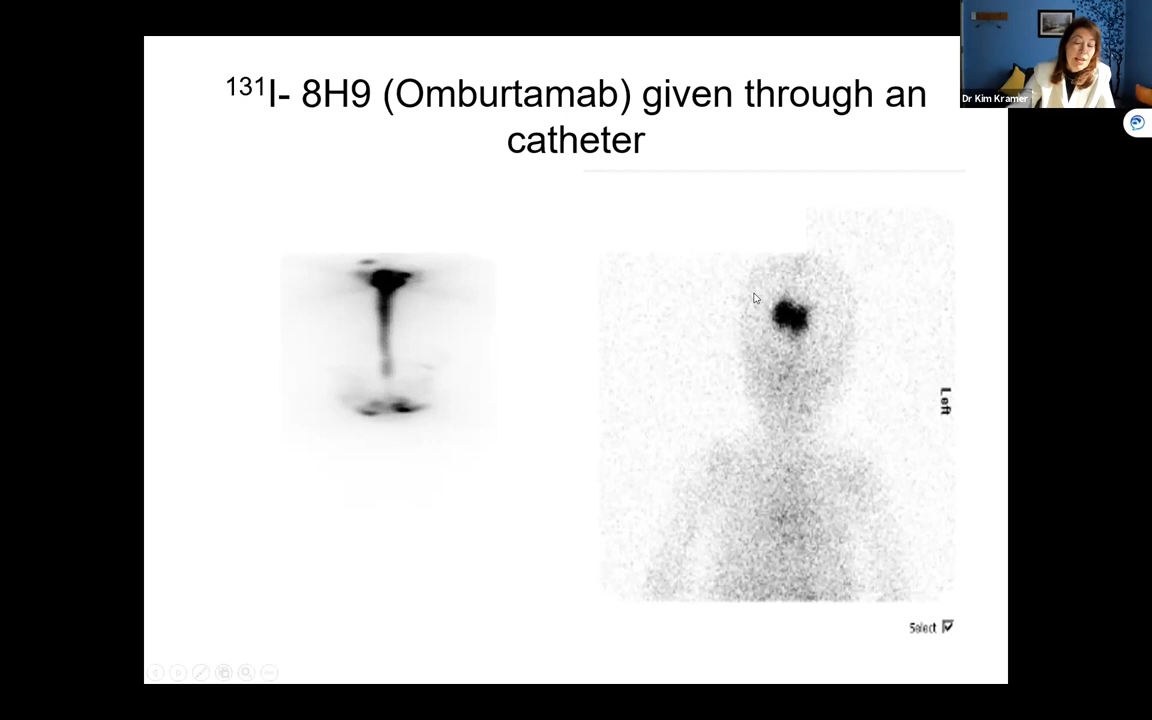 ¹³¹I- 8H9 (Omburtamab) given through an
catheter
Dr Kim Kramer
Left
Select